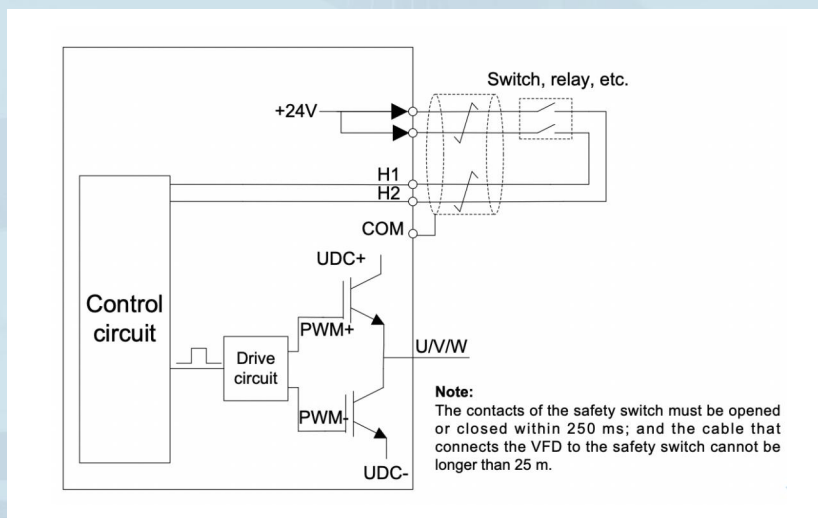 Switch, relay, etc.
+24V
H1
H2
COM
UDC+
Control
circuit
PWM+
Drive
circuit
U/V/W
PWM-
UDC-
Note:
The contacts of the safety switch must be opened
or closed within 250 ms; and the cable that
connects the VFD to the safety switch cannot be
longer than 25 m.